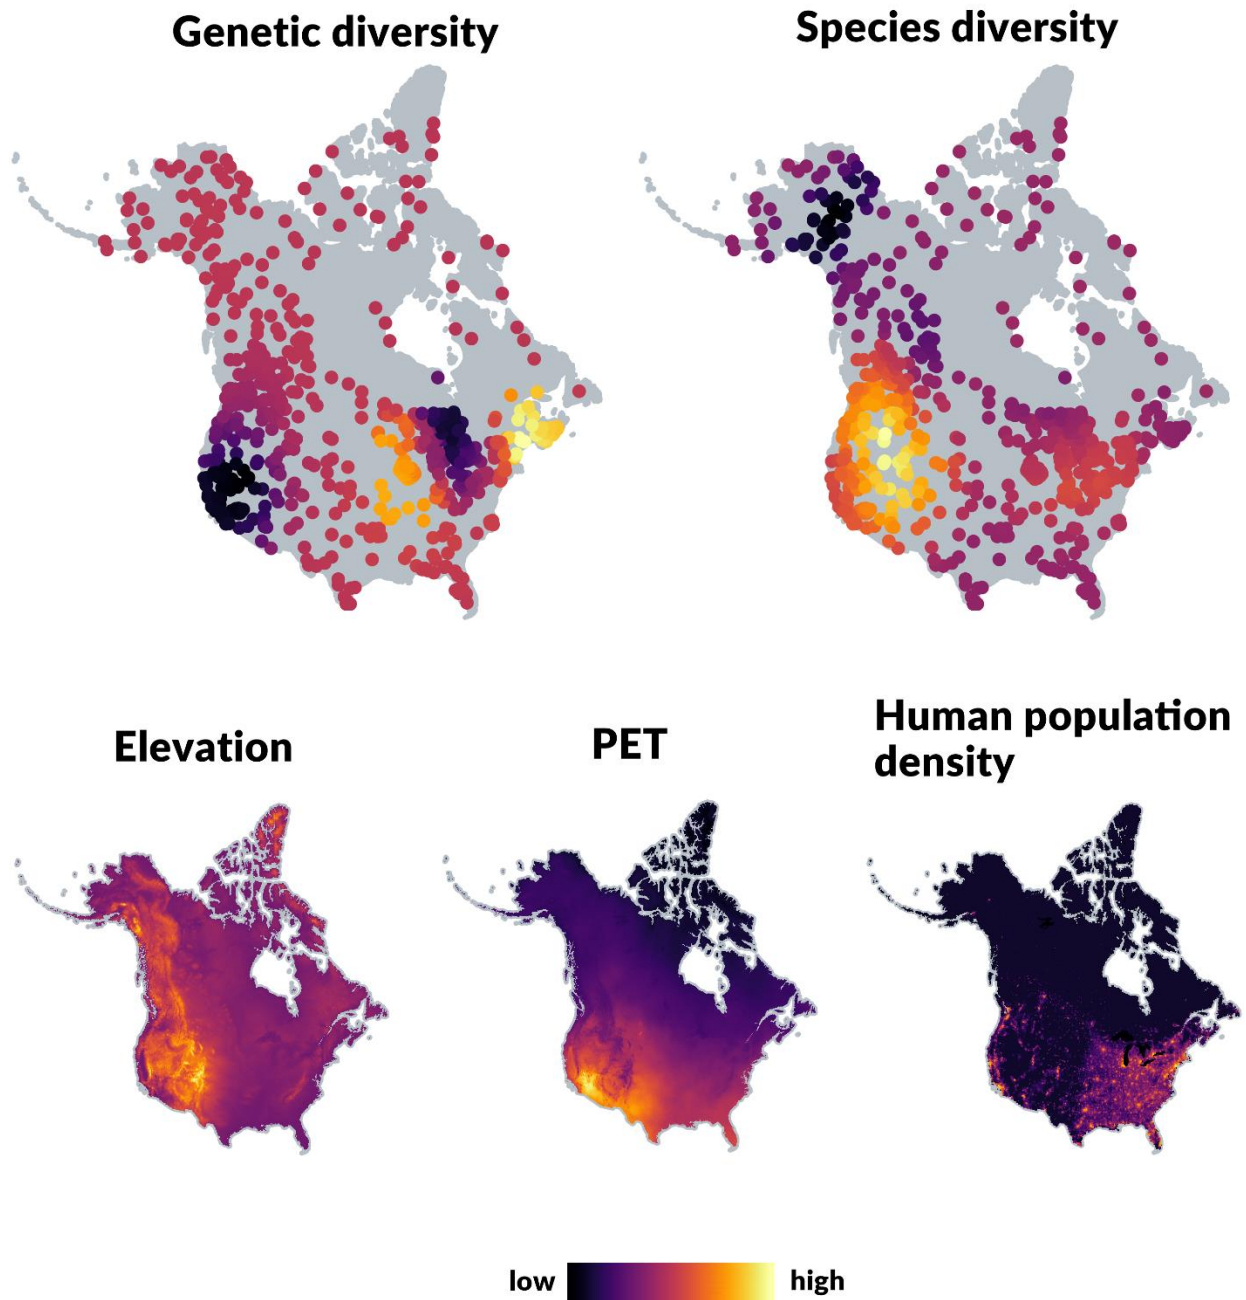 Genetic diversity
Species diversity
Elevation
PET
Human population
density
low
high